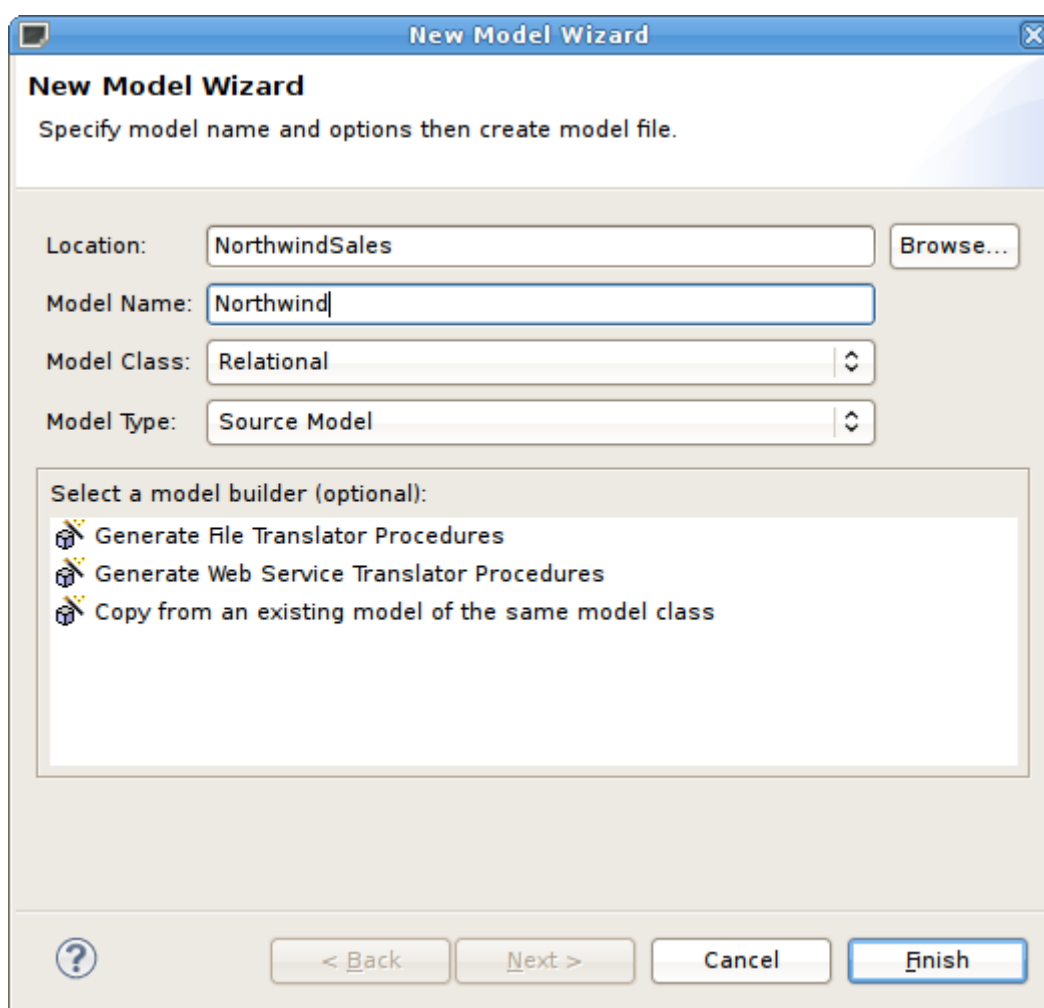 New Model Wizard
New Model Wizard
Specify model name and options then create model file.
Location: NorthwindSales Browse...
Model Name: Northwind
Model Class: Relational
Model Type: Source Model
Select a model builder (optional):
Generate File Translator Procedures
Generate Web Service Translator Procedures
Copy from an existing model of the same model class
? < Back Next > Cancel Finish